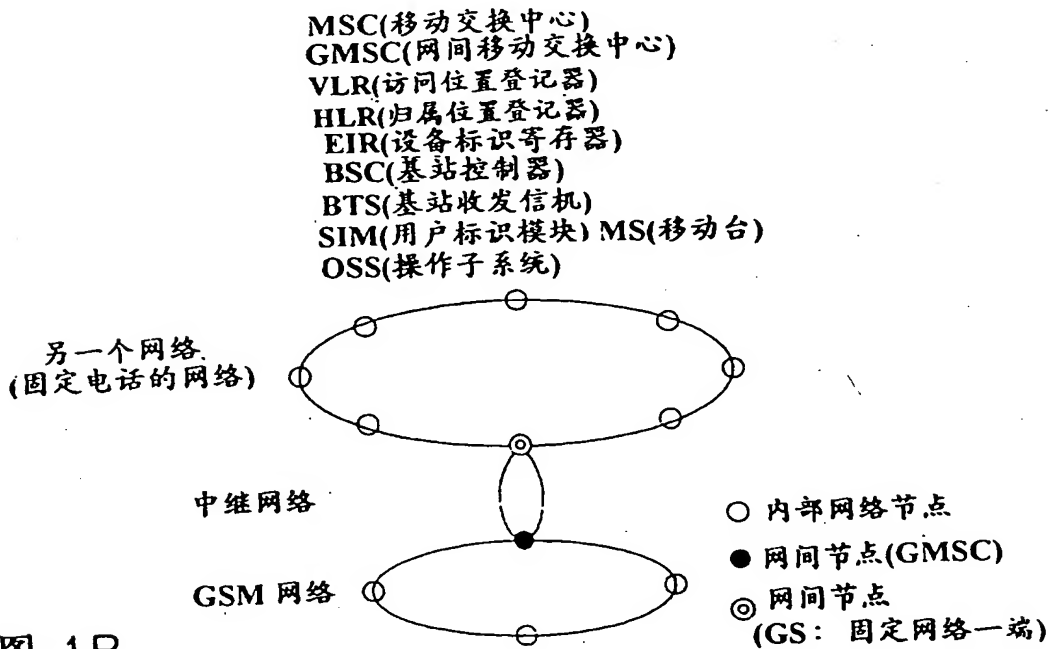 MSC(移动交换中心)
GMSC(网间移动交换中心)
VLR(访问位置登记器)
HLR(归属位置登记器)
EIR(设备标识寄存器)
BSC(基站控制器)
BTS(基站收发信机)
SIM(用户标识模块) MS(移动台)
OSS(操作子系统)
另一个网络
(固定电话的网络)
中继网络
GSM 网络
内部网络节点
网间节点(GMSC)
网间节点
(GS: 固定网络一端)
图 1B